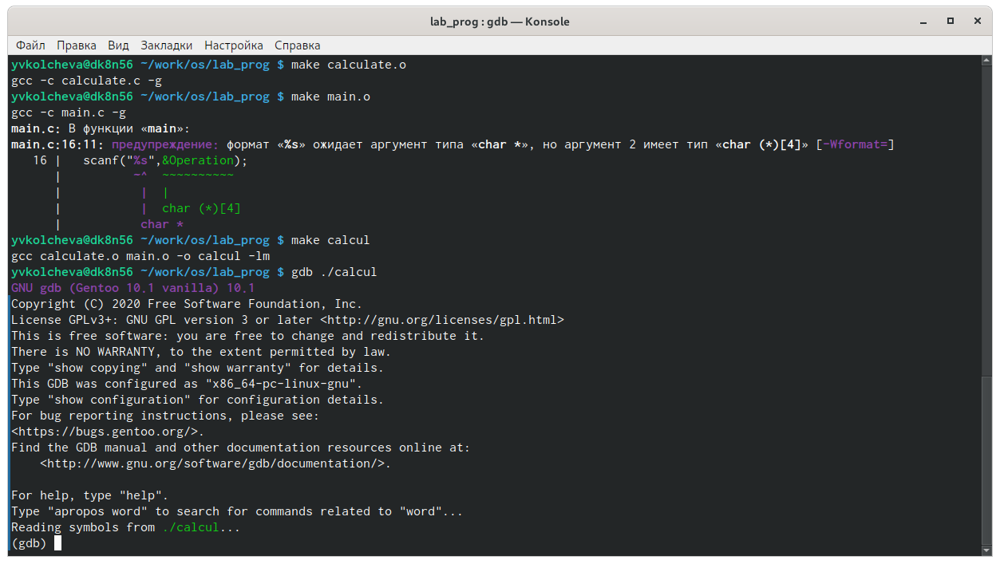 lab_prog : gdb — Konsole
Файл Правка Вид Закладки Настройка Справка
yvkolcheva@dk8n56 ~/work/os/lab_prog $ make calculate.o
gcc -c calculate.c -g
yvkolcheva@dk8n56 ~/work/os/lab_prog $ make main.o
gcc -c main.c -g
main.c: В функции «main»:
main.c:16:11: предупреждение: формат «%s» ожидает аргумент типа «char *», но аргумент 2 имеет тип «char (*)[4]» [-Wformat=]
   16 |   scanf("%s",&Operation);
      |          ~^  ~~~~~~~~~~
      |           |  |
      |           |  char (*)[4]
      |           char *
yvkolcheva@dk8n56 ~/work/os/lab_prog $ make calcul
gcc calculate.o main.o -o calcul -lm
yvkolcheva@dk8n56 ~/work/os/lab_prog $ gdb ./calcul
GNU gdb (Gentoo 10.1 vanilla) 10.1
Copyright (C) 2020 Free Software Foundation, Inc.
License GPLv3+: GNU GPL version 3 or later <http://gnu.org/licenses/gpl.html>
This is free software: you are free to change and redistribute it.
There is NO WARRANTY, to the extent permitted by law.
Type "show copying" and "show warranty" for details.
This GDB was configured as "x86_64-pc-linux-gnu".
Type "show configuration" for configuration details.
For bug reporting instructions, please see:
<https://bugs.gentoo.org/>.
Find the GDB manual and other documentation resources online at:
    <http://www.gnu.org/software/gdb/documentation/>.

For help, type "help".
Type "apropos word" to search for commands related to "word"...
Reading symbols from ./calcul...
(gdb)